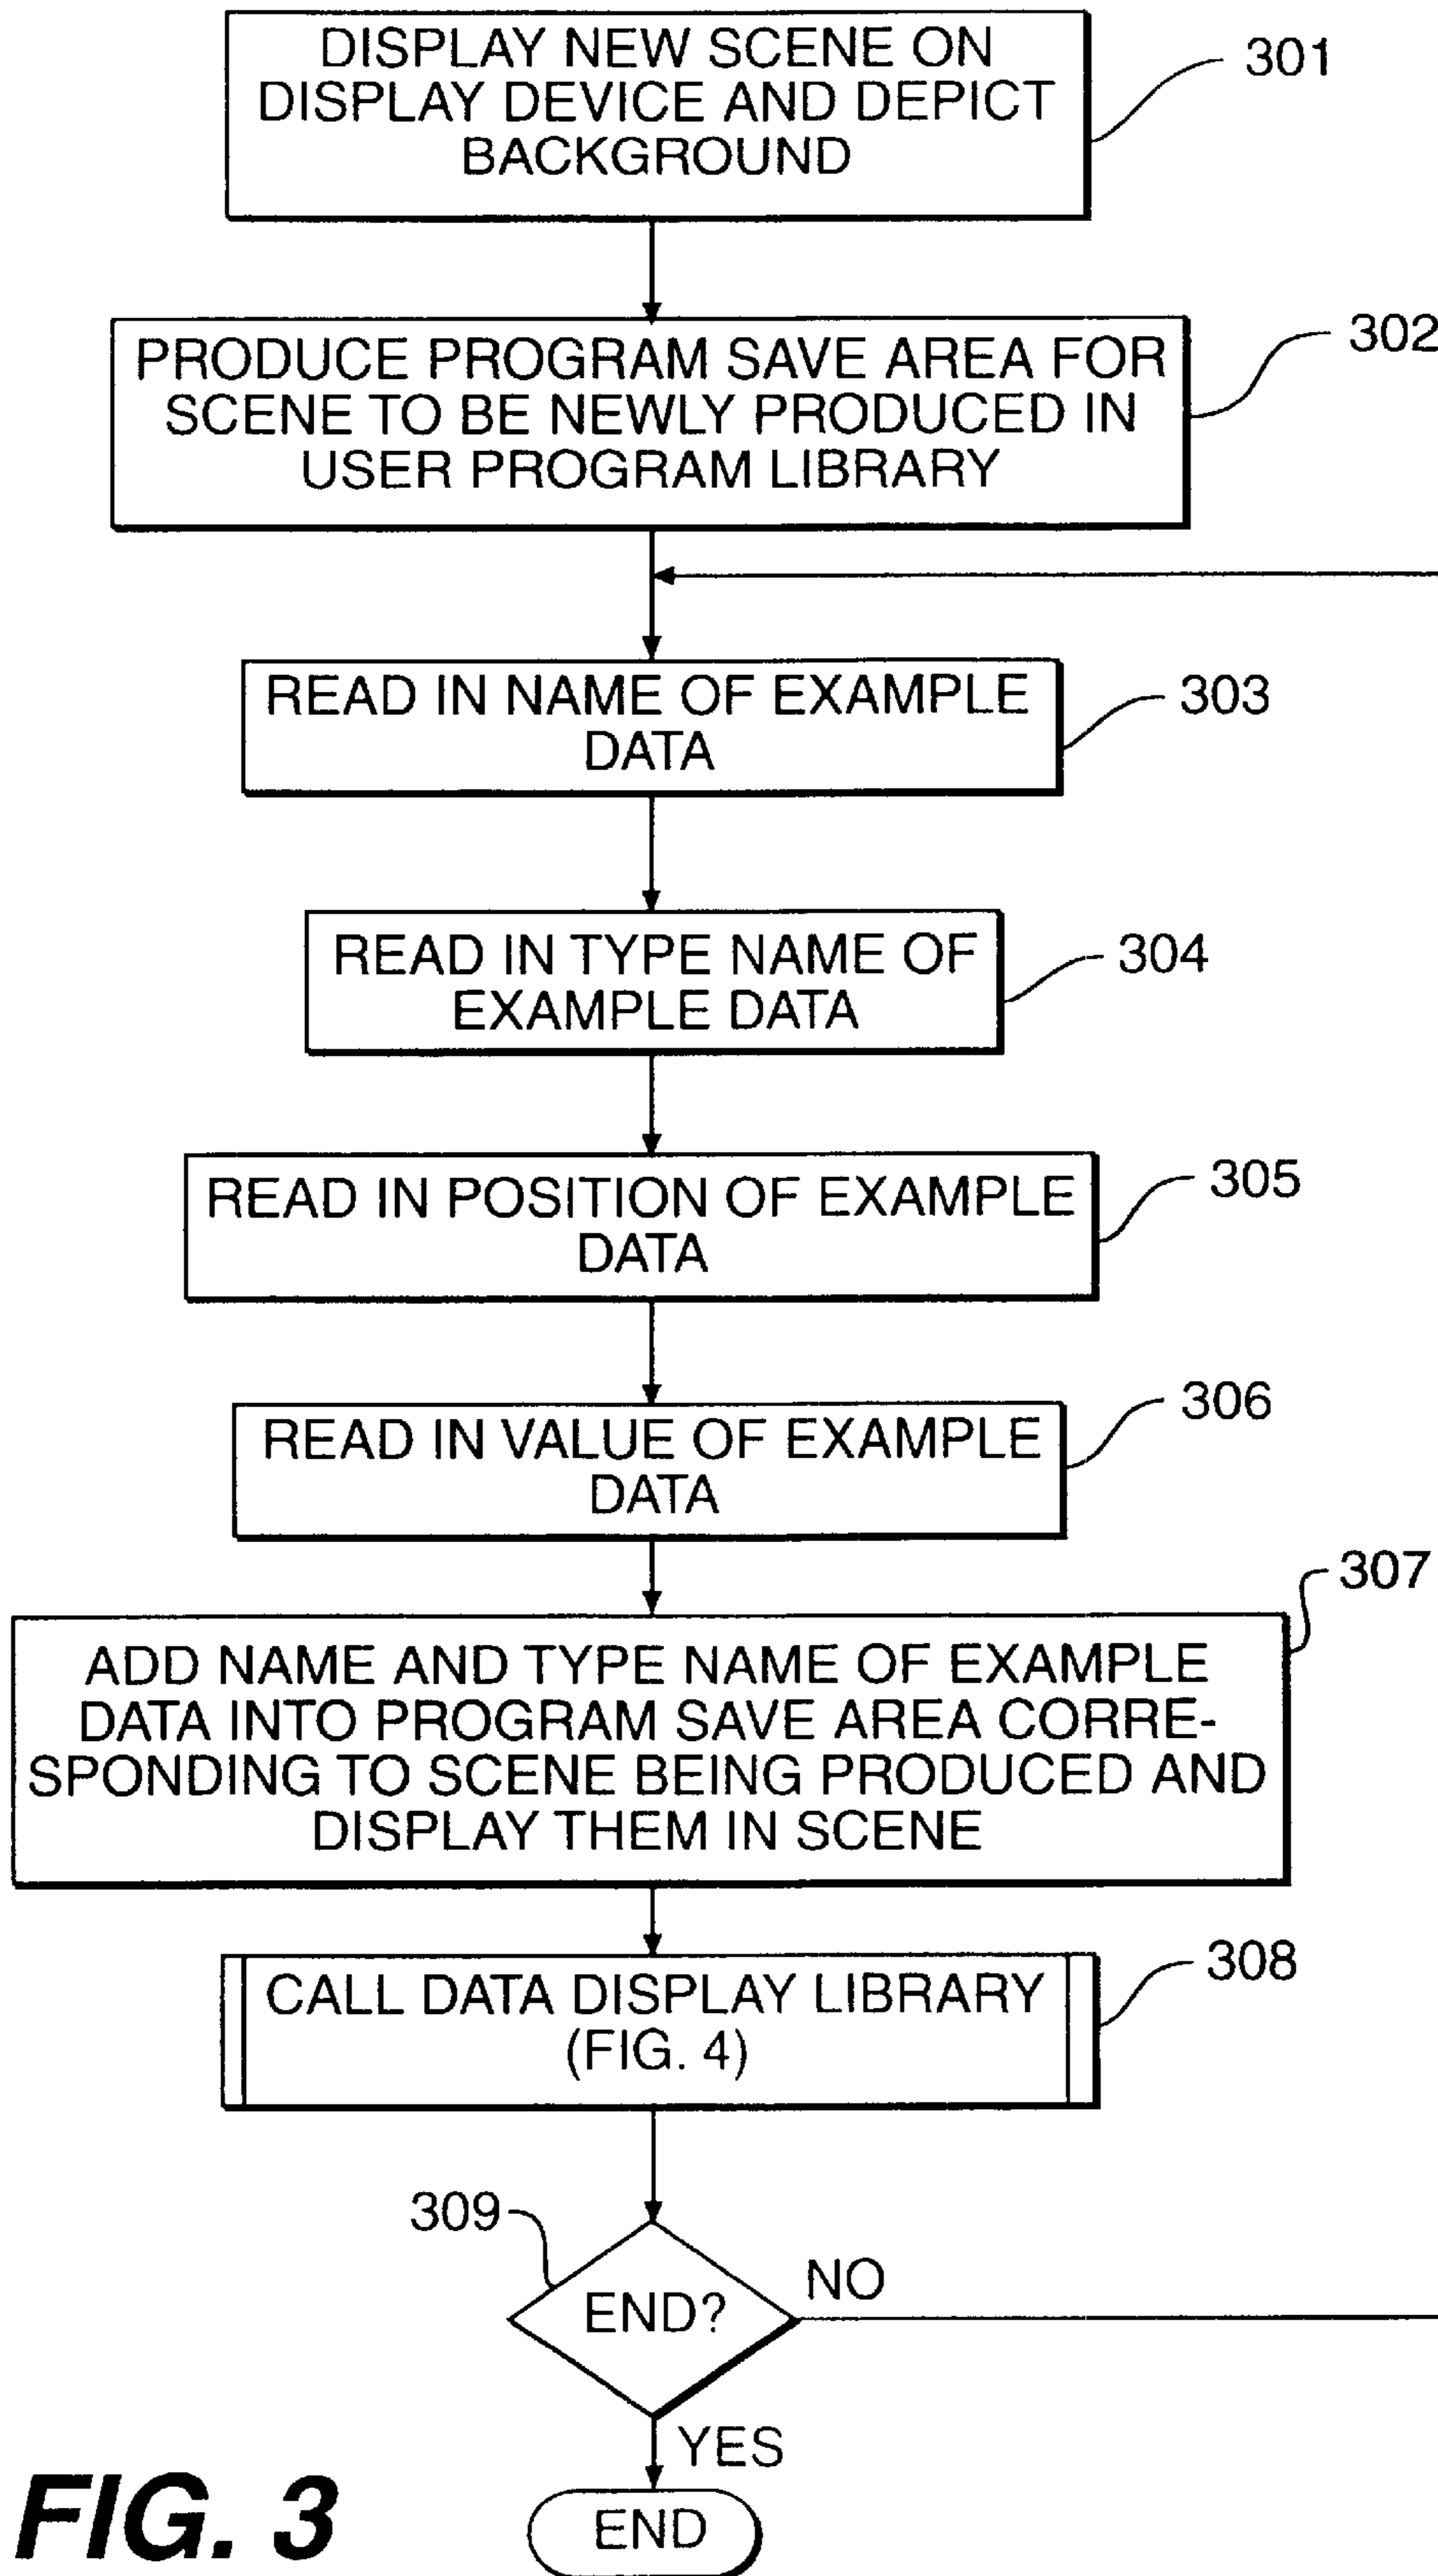 DISPLAY NEW SCENE ON
DISPLAY DEVICE AND DEPICT
BACKGROUND
301
PRODUCE PROGRAM SAVE AREA FOR
SCENE TO BE NEWLY PRODUCED IN
USER PROGRAM LIBRARY
302
READ IN NAME OF EXAMPLE
DATA
303
READ IN TYPE NAME OF
EXAMPLE DATA
304
READ IN POSITION OF EXAMPLE
DATA
305
READ IN VALUE OF EXAMPLE
DATA
306
307
ADD NAME AND TYPE NAME OF EXAMPLE
DATA INTO PROGRAM SAVE AREA CORRE-
SPONDING TO SCENE BEING PRODUCED AND
DISPLAY THEM IN SCENE
CALL DATA DISPLAY LIBRARY
(FIG. 4)
308
309
END?
NO
YES
END
FIG. 3